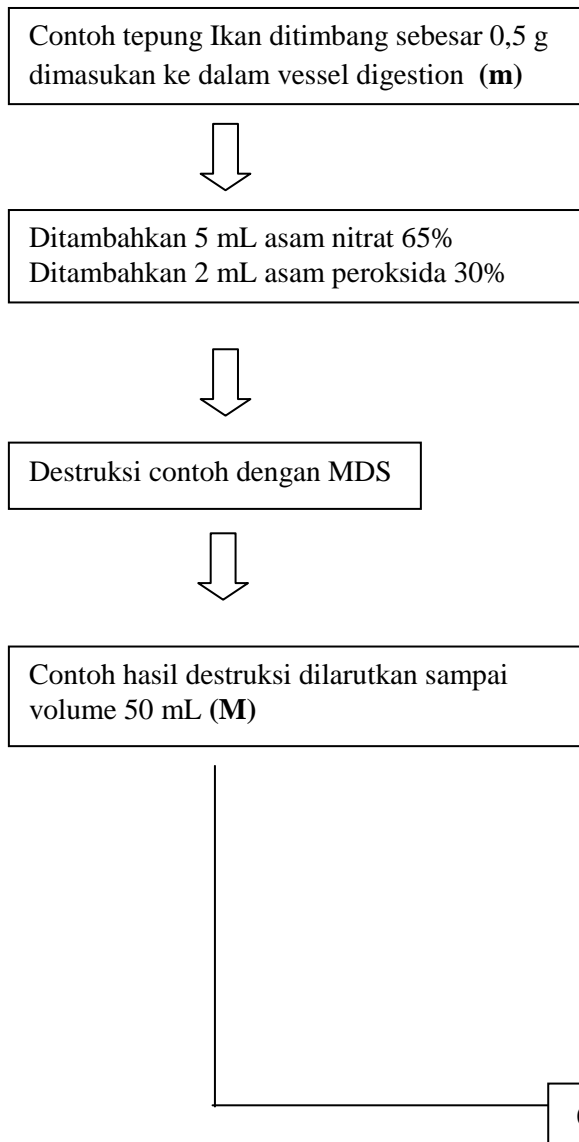 Contoh tepung Ikan ditimbang sebesar 0,5 g
dimasukan ke dalam vessel digestion (m)
Ditambahkan 5 mL asam nitrat 65%
Ditambahkan 2 mL asam peroksida 30%
Destruksi contoh dengan MDS
Contoh hasil destruksi dilarutkan sampai
volume 50 mL (M)